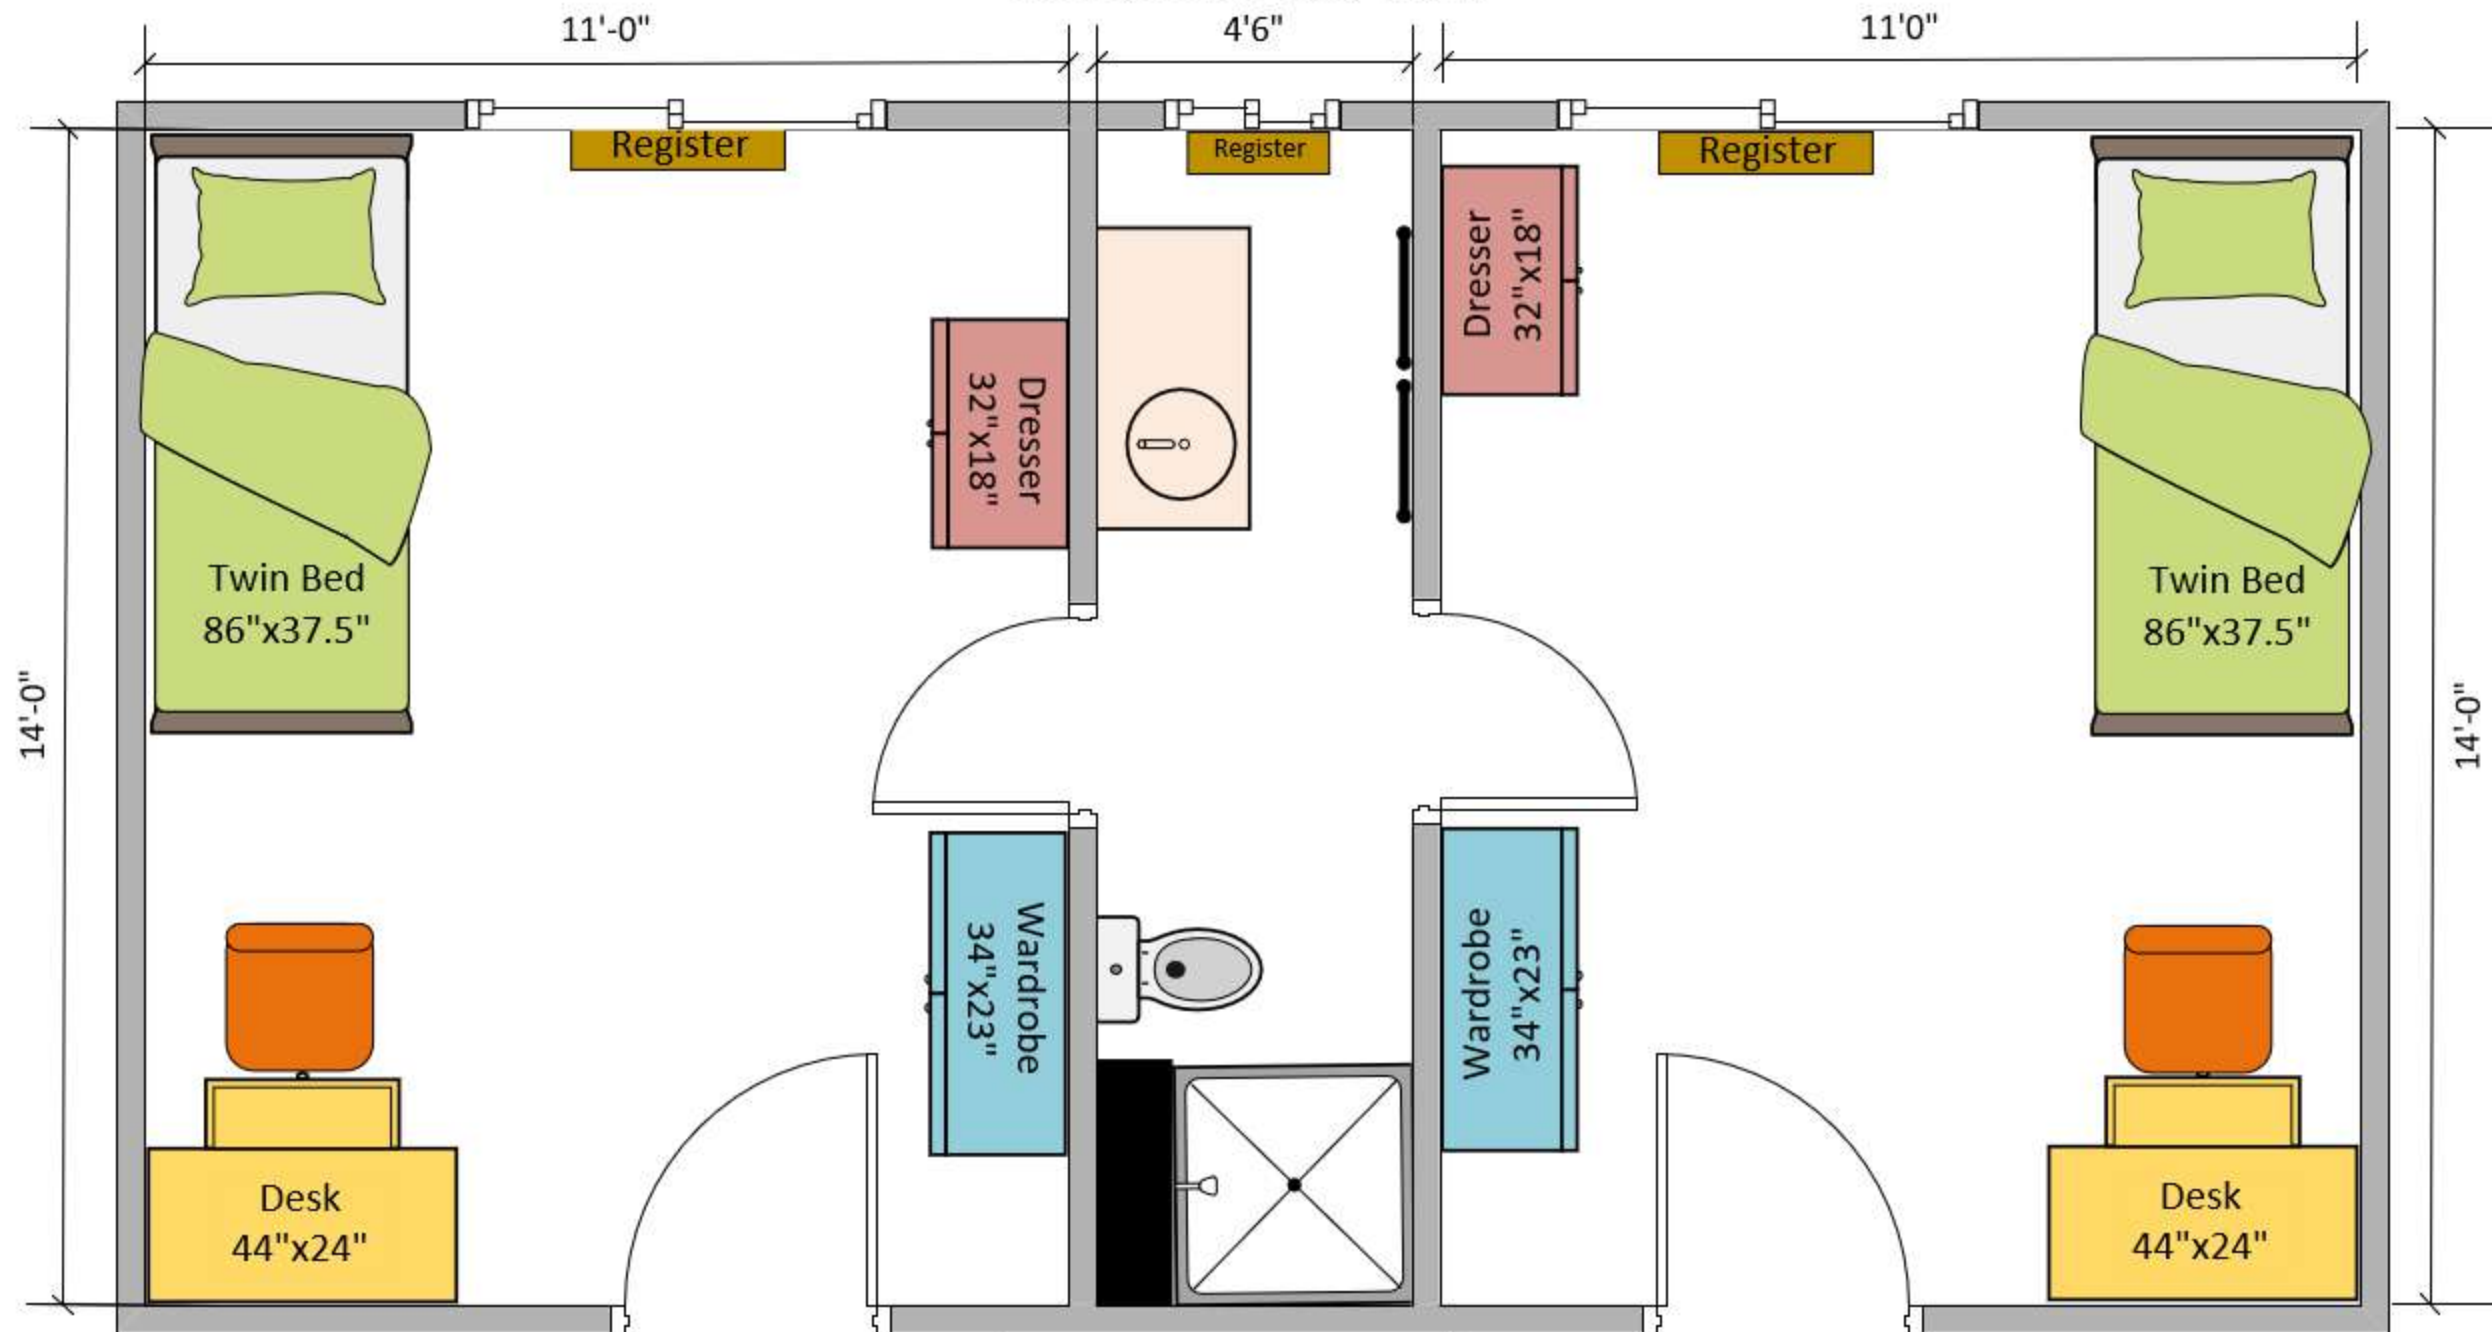 11'-0"
4'6"
11'0"
Register
Register
Register
Dresser
32"x18"
Dresser
32"x18"
Twin Bed
86"x37.5"
Twin Bed
86"x37.5"
14'-0"
14'-0"
Wardrobe
34"x23"
Wardrobe
34"x23"
Desk
44"x24"
Desk
44"x24"